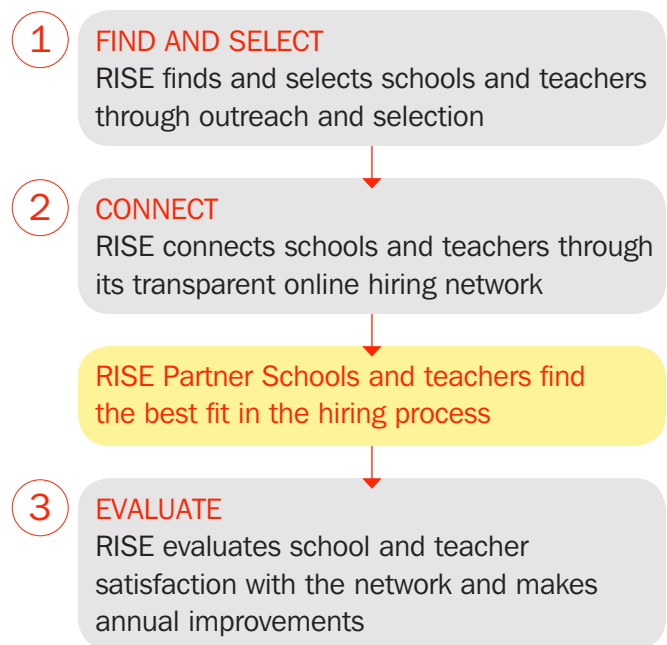 1
FIND AND SELECT
RISE finds and selects schools and teachers
through outreach and selection
2
CONNECT
RISE connects schools and teachers through
its transparent online hiring network
RISE Partner Schools and teachers find
the best fit in the hiring process
3
EVALUATE
RISE evaluates school and teacher
satisfaction with the network and makes
annual improvements